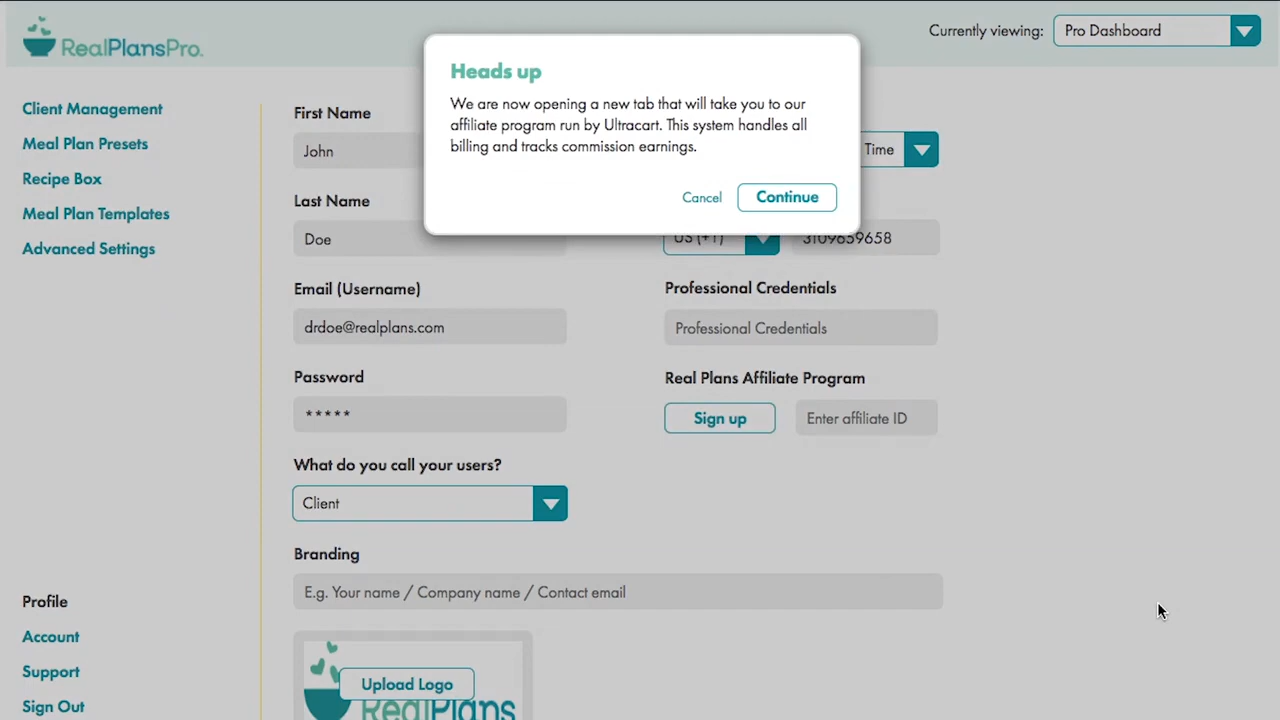 RealPlansPro.
Currently viewing:
Pro Dashboard
Heads up
We are now opening a new tab that will take you to our
affiliate program run by Ultracart. This system handles all
billing and tracks commission earnings.
Cancel
Continue
Client Management
Meal Plan Presets
Recipe Box
Meal Plan Templates
Advanced Settings
Profile
Account
Support
Sign Out
First Name
John
Last Name
Doe
Email (Username)
drdoe@realplans.com
Password
*****
What do you call your users?
Client
Time
US (+1)
3109659658
Professional Credentials
Professional Credentials
Real Plans Affiliate Program
Sign up
Enter affiliate ID
Branding
E.g. Your name / Company name / Contact email
Upload Logo
RealPlans